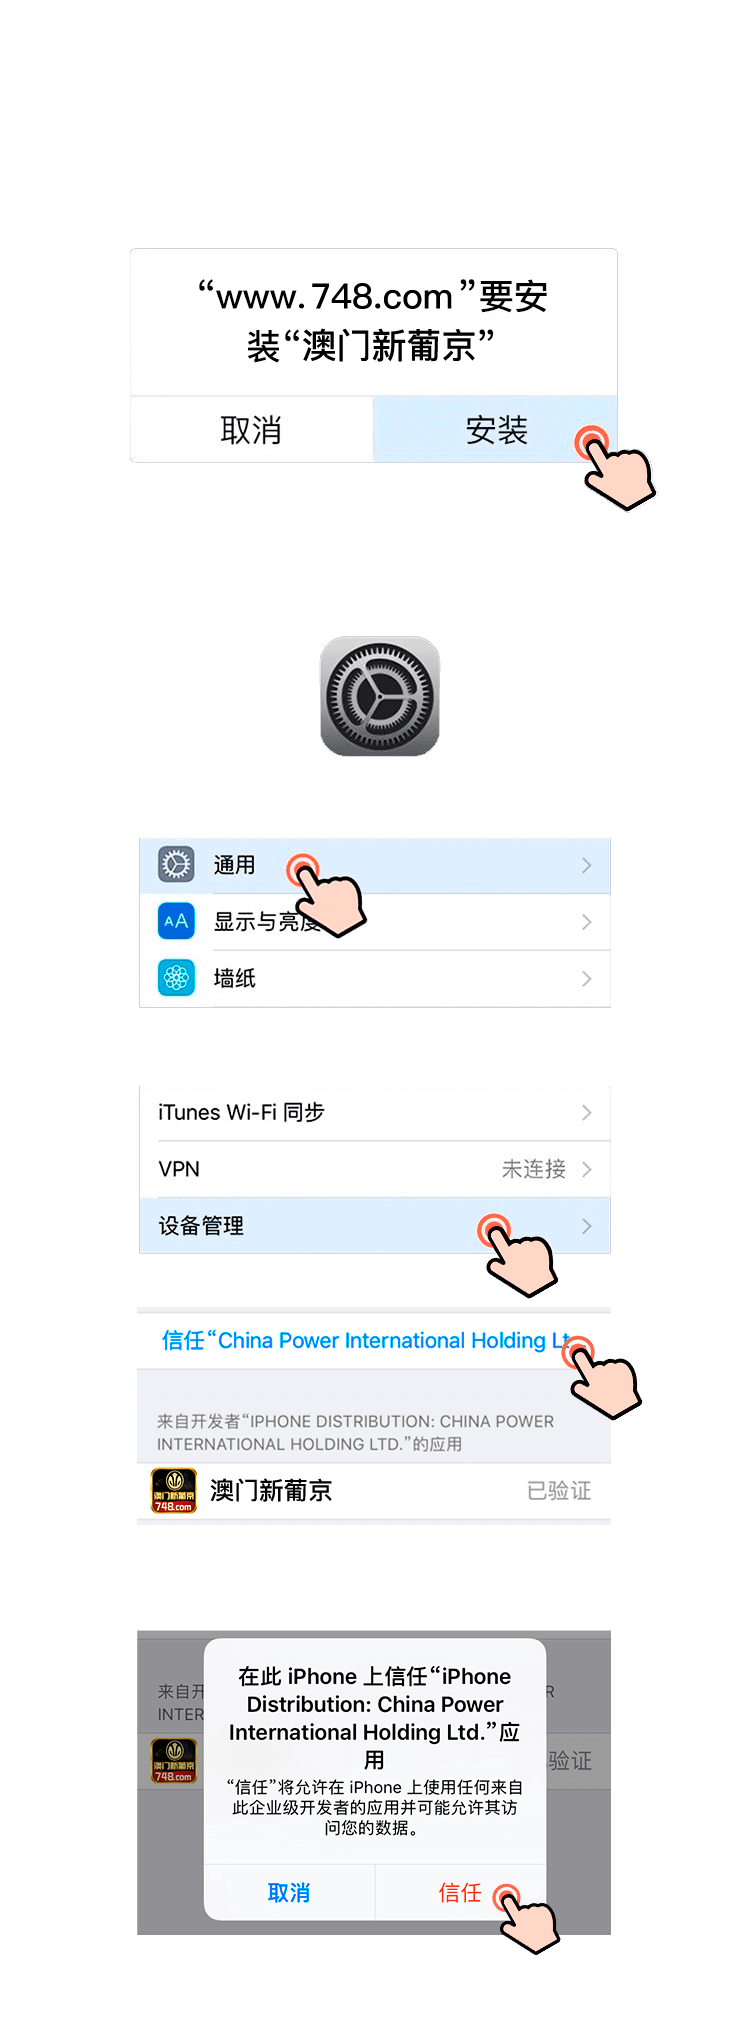 “www.748.com”要安
装“澳门新葡京”
取消 安装
通用
显示与亮度
墙纸
iTunes Wi-Fi 同步
VPN 未连接
设备管理
信任“China Power International Holding Lt
来自开发者“IPHONE DISTRIBUTION: CHINA POWER
INTERNATIONAL HOLDING LTD.”的应用
澳门新葡京
748.com
澳门新葡京 已验证
在此 iPhone 上信任“iPhone
Distribution: China Power
International Holding Ltd.”应
用
“信任”将允许在 iPhone 上使用任何来自
此企业级开发者的应用并可能允许其访
问您的数据。
来自开
R
INTER
澳门新葡京
748.com
验证
取消 信任